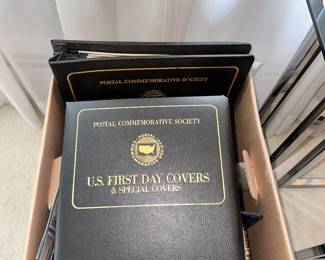 POSTAL COMMEMORATIVE SOCIETY
POSTAL COMMEMORATIVE SOCIETY
U.S. FIRST DAY COVERS
& SPECIAL COVERS